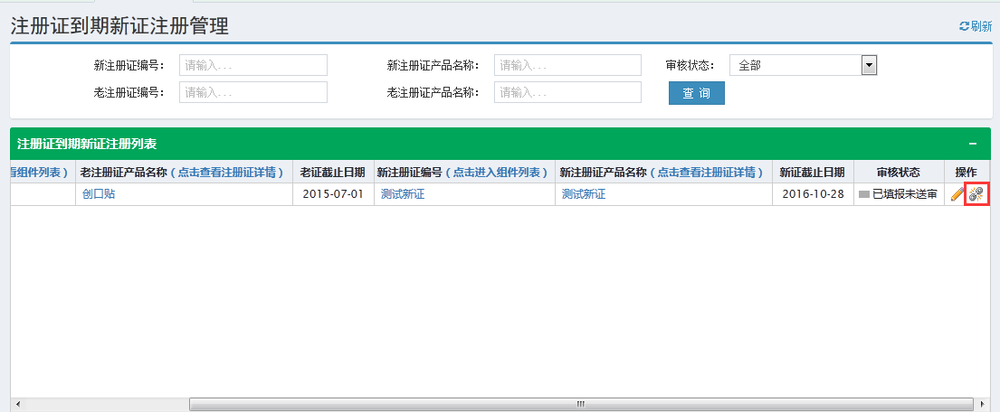 注册证到期新证注册管理
刷新
新注册证编号： 请输入... 新注册证产品名称： 请输入... 审核状态： 全部
老注册证编号： 请输入... 老注册证产品名称： 请输入... 查 询
注册证到期新证注册列表
看组件列表） 老注册证产品名称（点击查看注册证详情） 老证截止日期 新注册证编号（点击进入组件列表） 新注册证产品名称（点击查看注册证详情） 新证截止日期 审核状态 操作
创口贴 2015-07-01 测试新证 测试新证 2016-10-28 已填报未送审